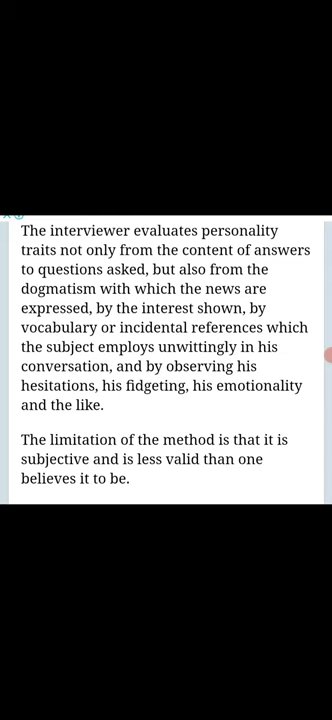 The interviewer evaluates personality
traits not only from the content of answers
to questions asked, but also from the
dogmatism with which the news are
expressed, by the interest shown, by
vocabulary or incidental references which
the subject employs unwittingly in his
conversation, and by observing his
hesitations, his fidgeting, his emotionality
and the like.
The limitation of the method is that it is
subjective and is less valid than one
believes it to be.